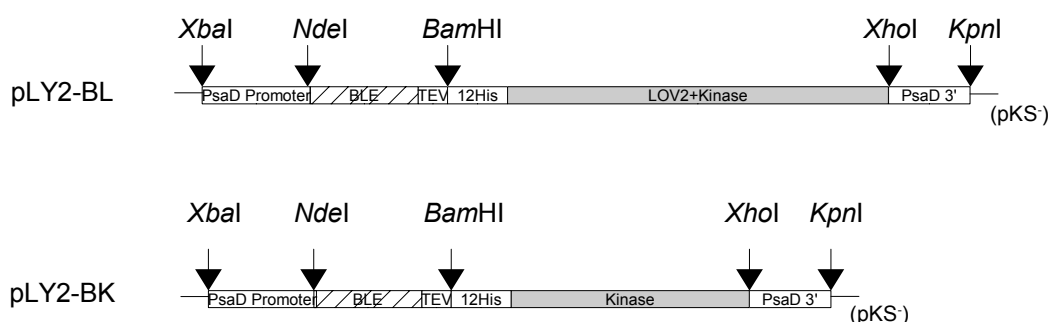 XbaI NdeI BamHI XhoI KpnI
pLY2-BL
PsaD Promoter BLE TEV 12His LOV2+Kinase PsaD 3'
(pKS-)
XbaI NdeI BamHI XhoI KpnI
pLY2-BK
PsaD Promoter BLE TEV 12His Kinase PsaD 3'
(pKS-)